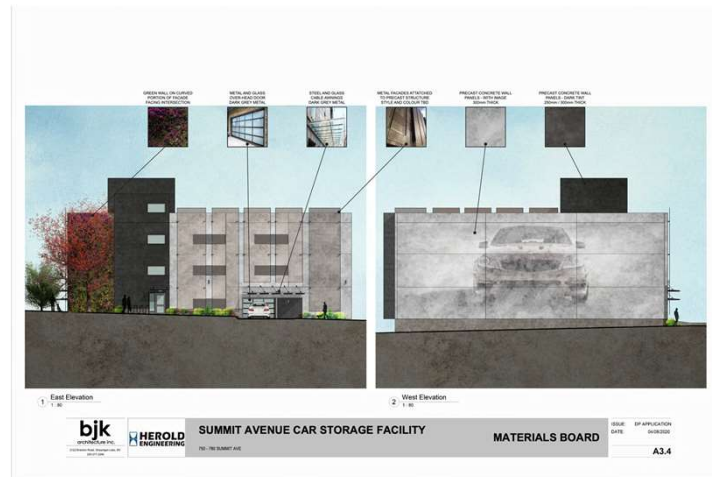 GREEN WALL ON CURVED
PORTION OF FACADE
FACING INTERSECTION
METAL AND GLASS
OVER-HEAD DOOR
DARK GREY METAL
STEEL AND GLASS
CABLE AWNINGS
DARK GREY METAL
METAL FACADES ATTATCHED
TO PRECAST STRUCTURE
STYLE AND COLOUR TBD
PRECAST CONCRETE WALL
PANELS - WITH IMAGE
300mm THICK
PRECAST CONCRETE WALL
PANELS - DARK TINT
250mm / 300mm THICK
1 East Elevation
1 : 80
2 West Elevation
1 : 80
bjk
architecture inc.
HEROLD
ENGINEERING
SUMMIT AVENUE CAR STORAGE FACILITY
SUMMIT AVE
MATERIALS BOARD
ISSUE: DP APPLICATION
DATE:
A3.4